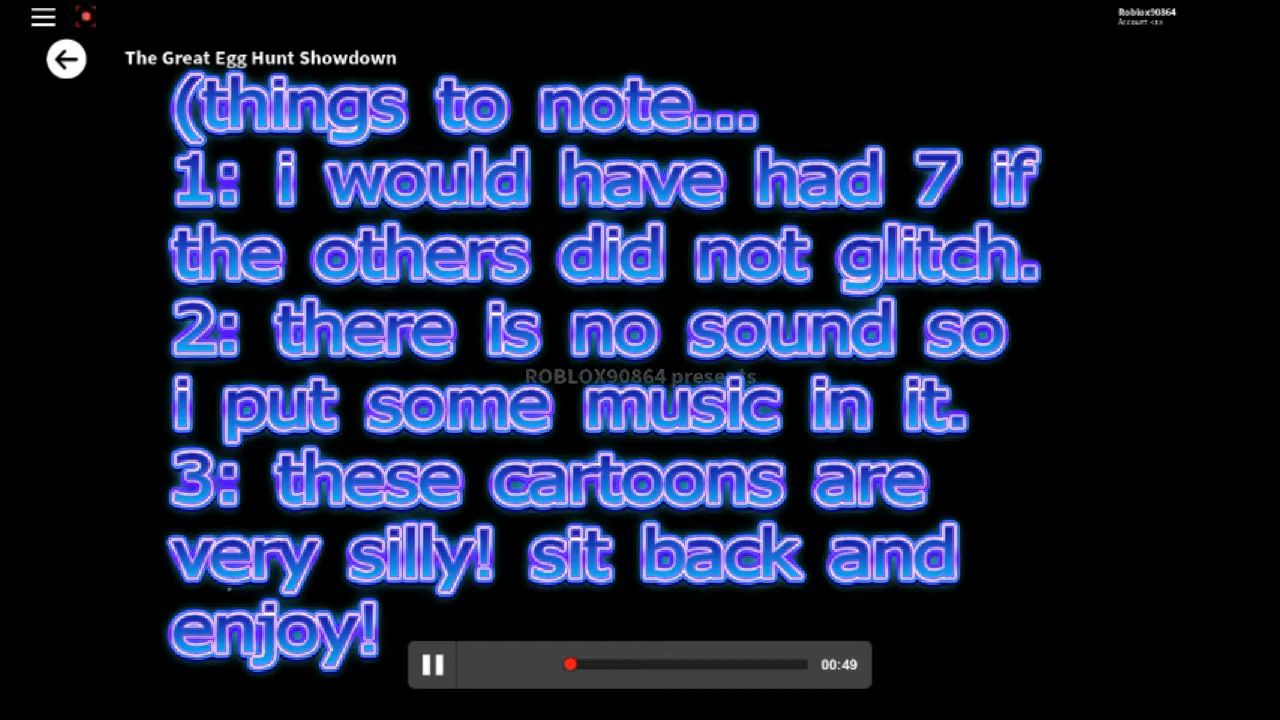 Roblox90864
The Great Egg Hunt Showdown
(things to note...
1: i would have had 7 if
the others did not glitch.
2: there is no sound so
ROBLOX90864 presents
i put some music in it.
3: these cartoons are
very silly! sit back and
enjoy!
00:49